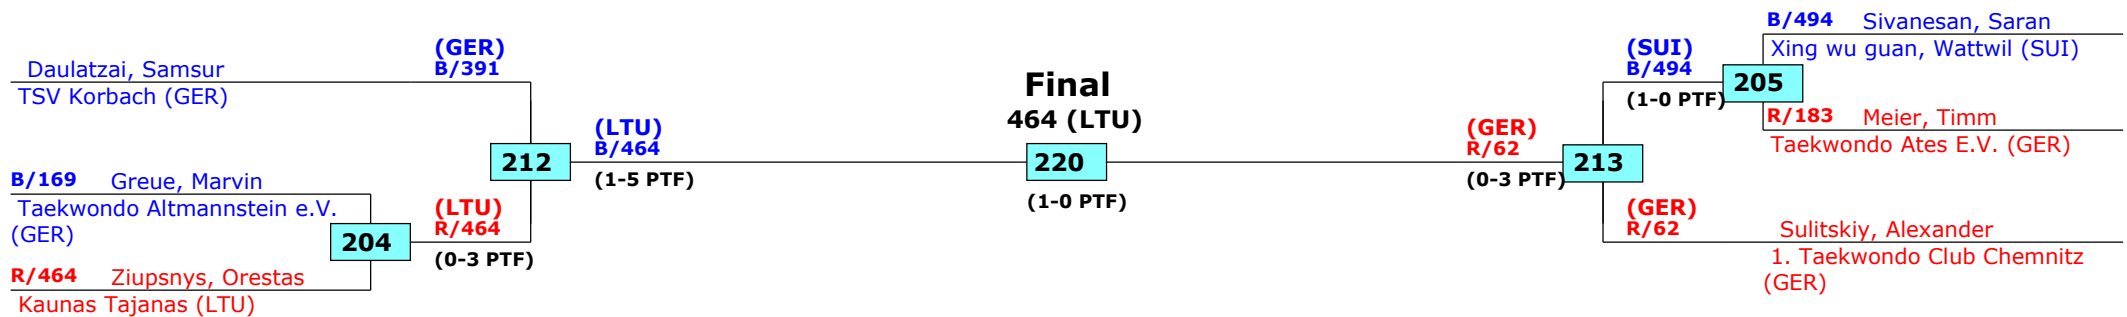 Daulatzai, Samsur
TSV Korbach (GER)
B/169 Greue, Marvin
Taekwondo Altmannstein e.V.
(GER)
R/464 Ziupsnys, Orestas
Kaunas Tajanas (LTU)
204
(GER)
B/391
(LTU)
R/464
(0-3 PTF)
212
(LTU)
B/464
(1-5 PTF)
Final
464 (LTU)
220
(1-0 PTF)
(GER)
R/62
(0-3 PTF)
213
(SUI)
B/494
(1-0 PTF)
(GER)
R/62
205
B/494 Sivanesan, Saran
Xing wu guan, Wattwil (SUI)
R/183 Meier, Timm
Taekwondo Ates E.V. (GER)
Sulitskiy, Alexander
1. Taekwondo Club Chemnitz
(GER)